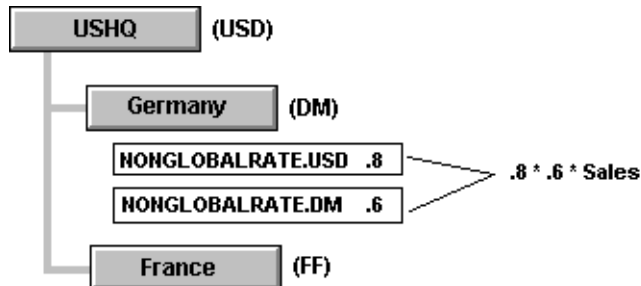 USHQ (USD)
Germany (DM)
NONGLOBALRATE.USD .8
.8 * .6 * Sales
NONGLOBALRATE.DM .6
France (FF)